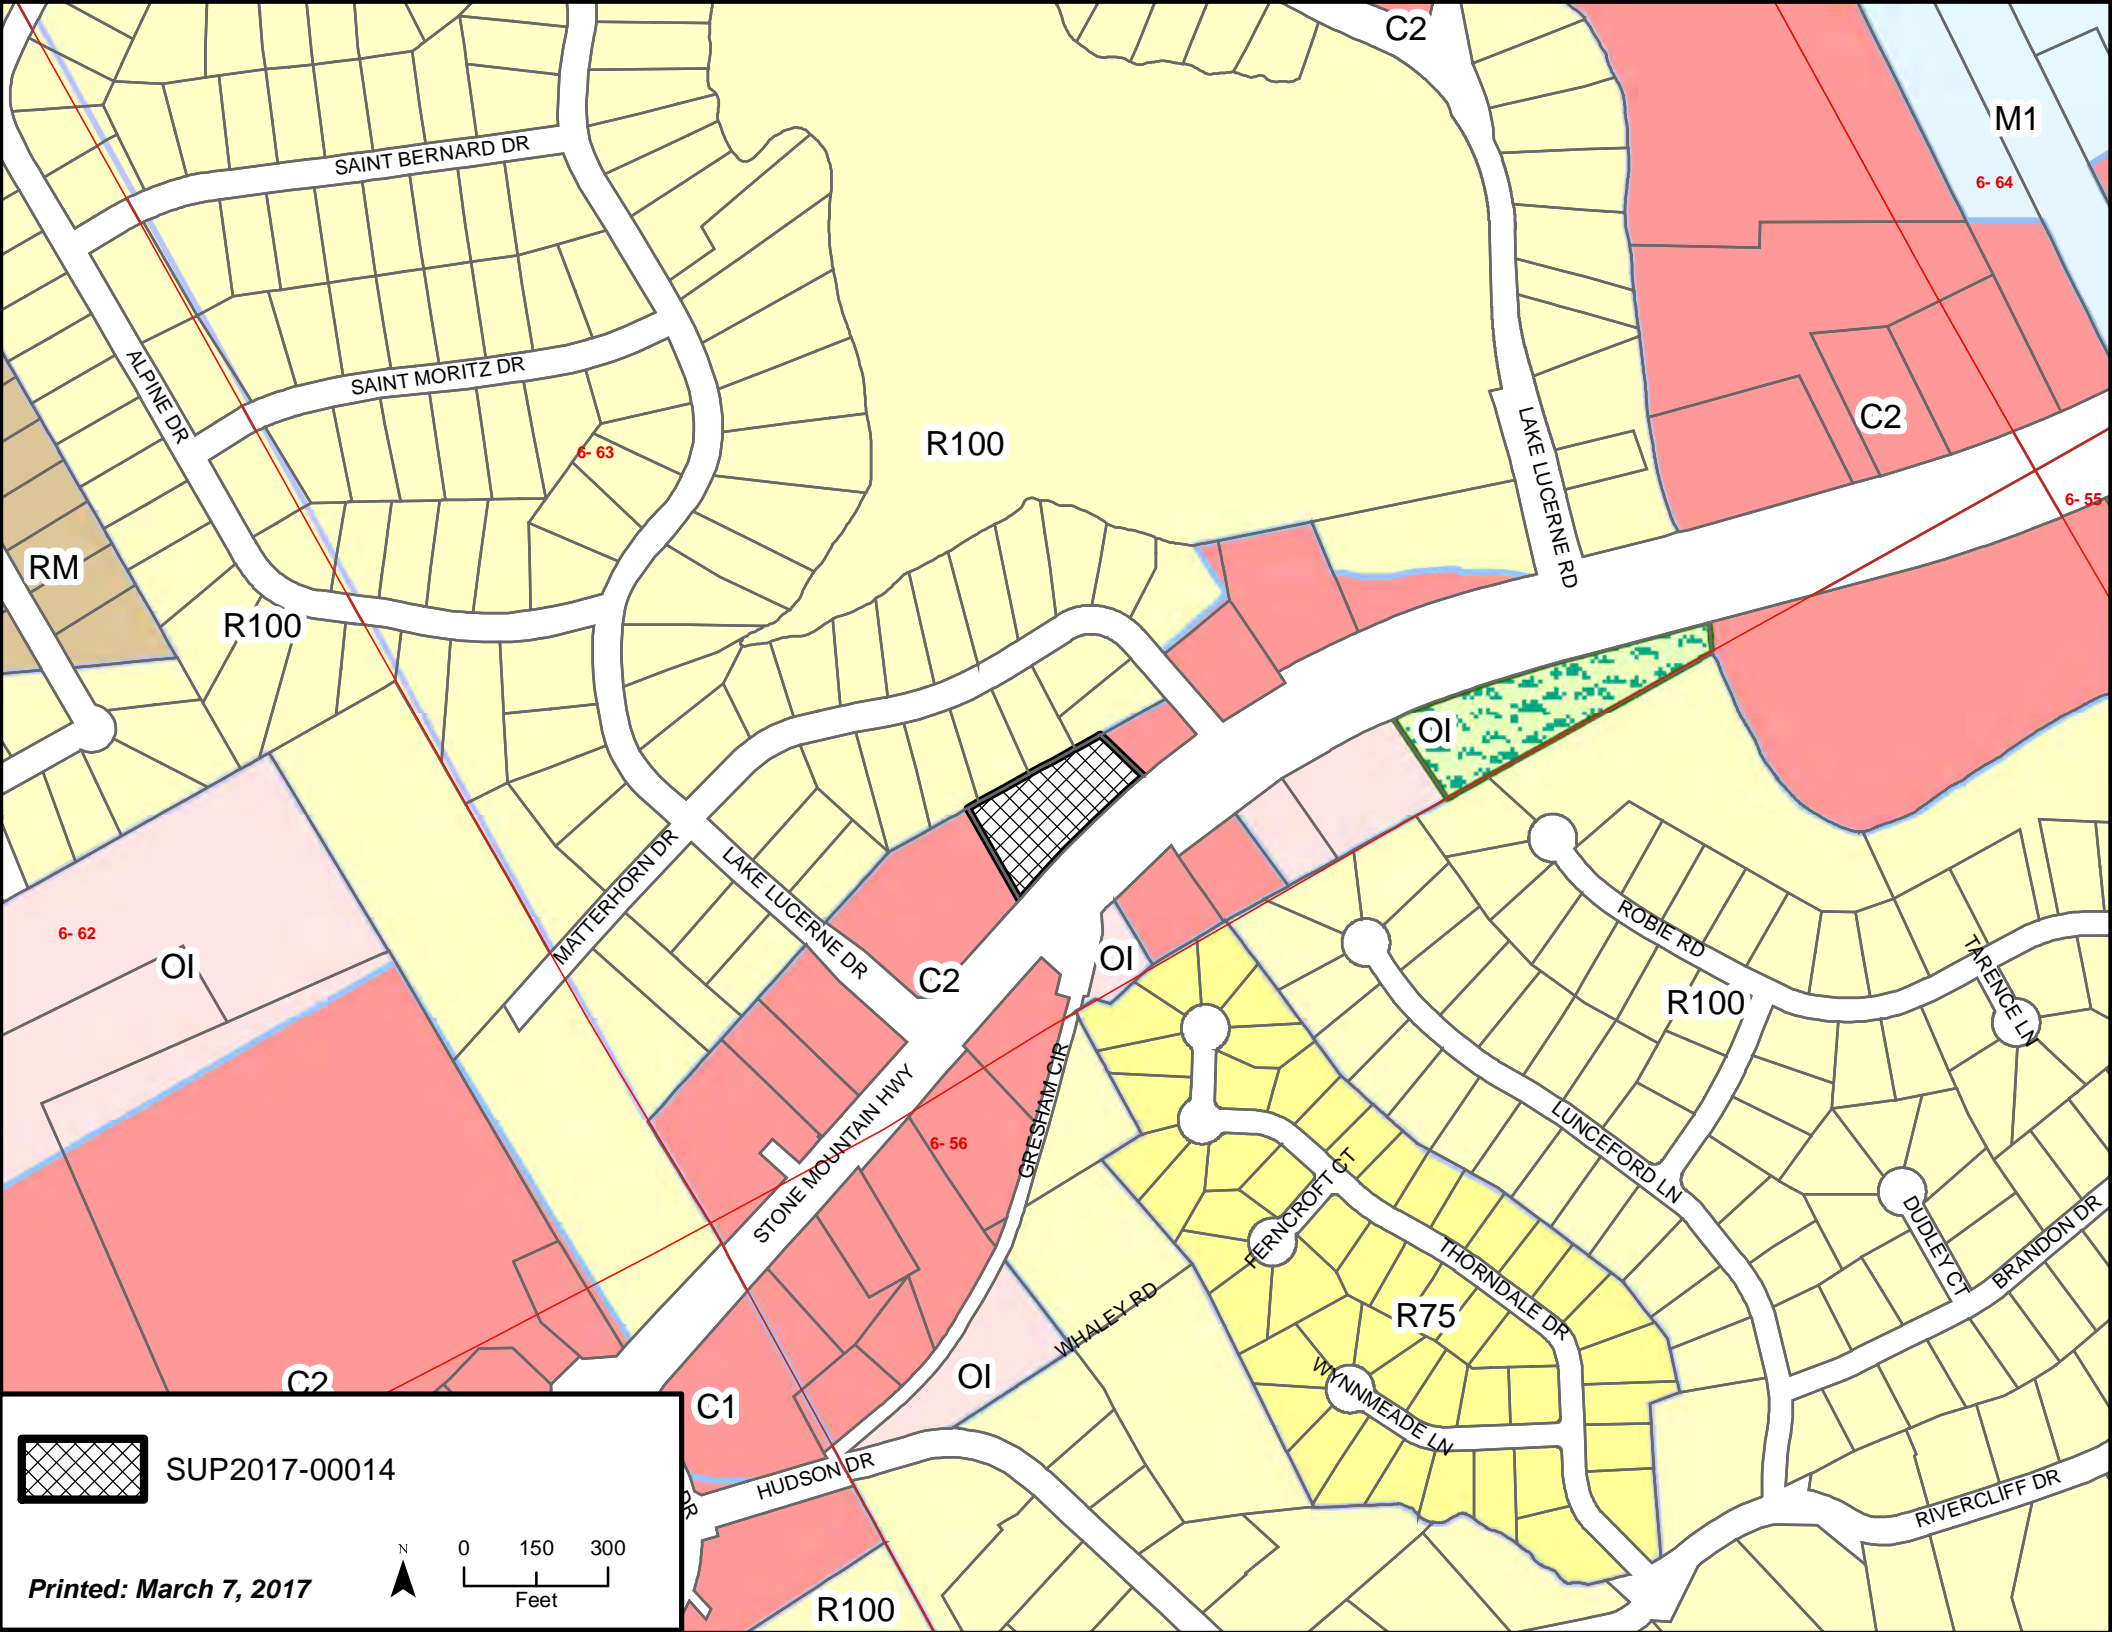 C2
M1
SAINT BERNARD DR
6- 64
ALPINE DR
SAINT MORITZ DR
C2
6- 63
R100
LAKE LUCERNE RD
6- 55
RM
R100
OI
MATTERHORN DR
LAKE LUCERNE DR
ROBIE RD
6- 62
OI
C2
OI
TARENCE LN
R100
STONE MOUNTAIN HWY
6- 56
GRESHAM CIR
LUNCEFORD LN
FERNCROFT CT
DUDLEY CT
BRANDON DR
WHALEY RD
THORNDALE DR
R75
C2
OI
C1
WYNNMEADE LN
HUDSON DR
DR
RIVERCLIFF DR
R100
SUP2017-00014
N
0 150 300
Feet
Printed: March 7, 2017